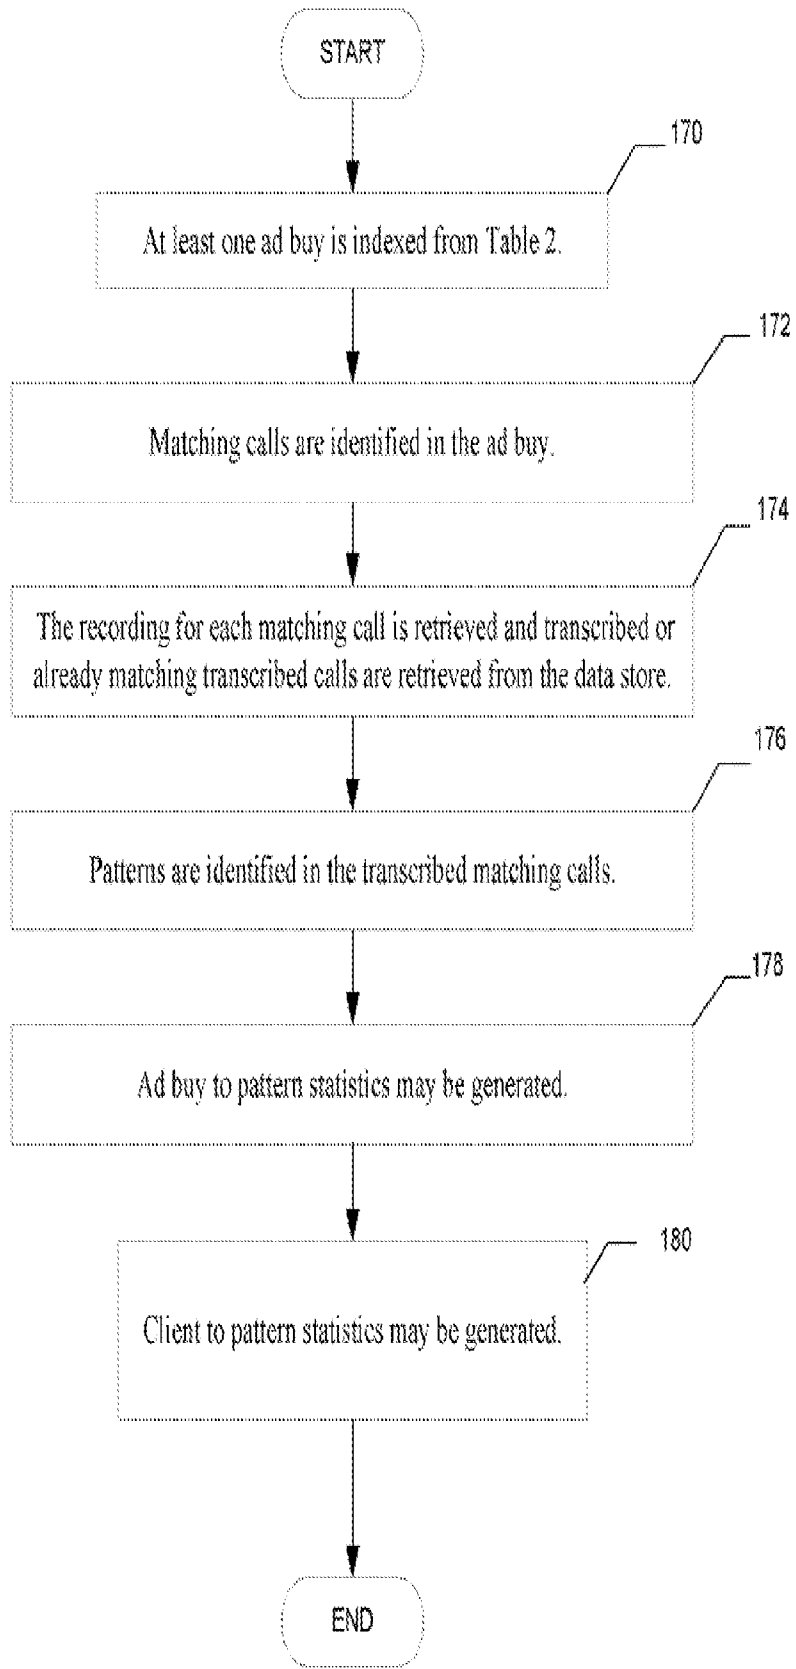 START
170
At least one ad buy is indexed from Table 2.
172
Matching calls are identified in the ad buy.
174
The recording for each matching call is retrieved and transcribed or
already matching transcribed calls are retrieved from the data store.
176
Patterns are identified in the transcribed matching calls.
178
Ad buy to pattern statistics may be generated.
180
Client to pattern statistics may be generated.
END